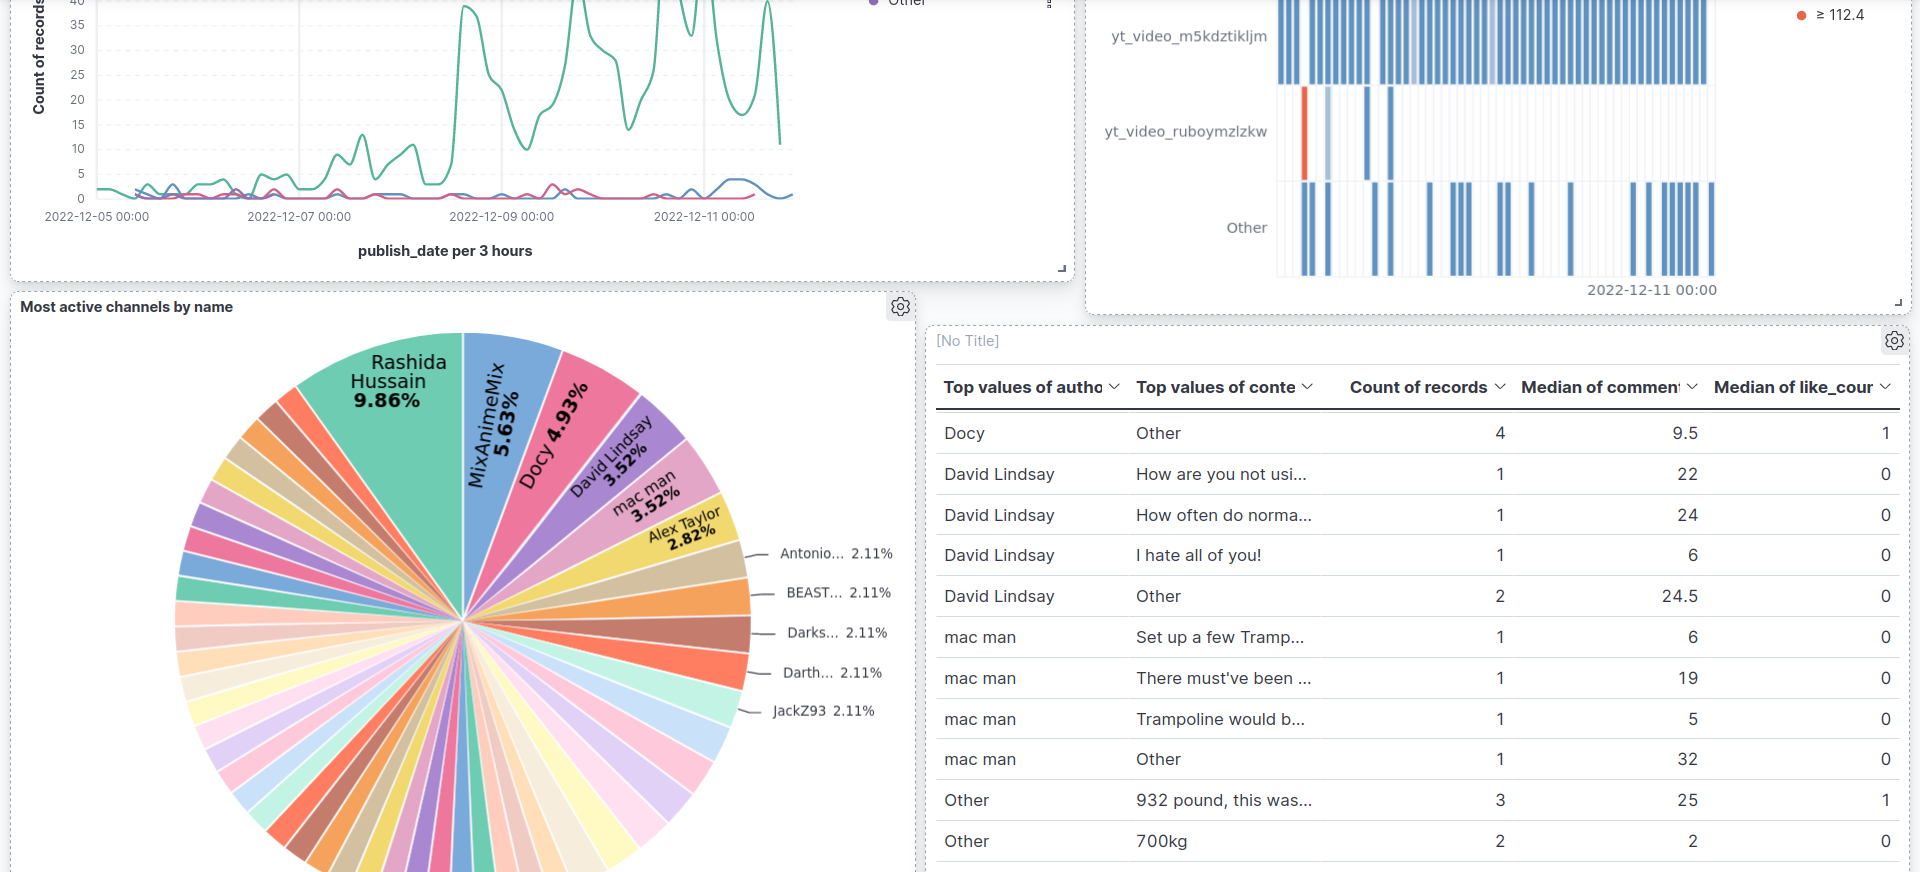 40
35
30
25
20
15
10
5
0
Count of records
2022-12-05 00:00
2022-12-07 00:00
2022-12-09 00:00
2022-12-11 00:00
publish_date per 3 hours
Other
yt_video_m5kdztikljm
yt_video_ruboymzlzkw
Other
2022-12-11 00:00
≥ 112.4
Most active channels by name
Rashida
Hussain
9.86%
MixAnimeMix
5.63%
Docy 4.93%
David Lindsay
3.52%
mac man
3.52%
Alex Taylor
2.82%
Antonio... 2.11%
BEAST... 2.11%
Darks... 2.11%
Darth... 2.11%
JackZ93 2.11%
[No Title]
Top values of autho Top values of conte Count of records Median of commen Median of like_cour
Docy Other 4 9.5 1
David Lindsay How are you not usi... 1 22 0
David Lindsay How often do norma... 1 24 0
David Lindsay I hate all of you! 1 6 0
David Lindsay Other 2 24.5 0
mac man Set up a few Tramp... 1 6 0
mac man There must've been ... 1 19 0
mac man Trampoline would b... 1 5 0
mac man Other 1 32 0
Other 932 pound, this was... 3 25 1
Other 700kg 2 2 0